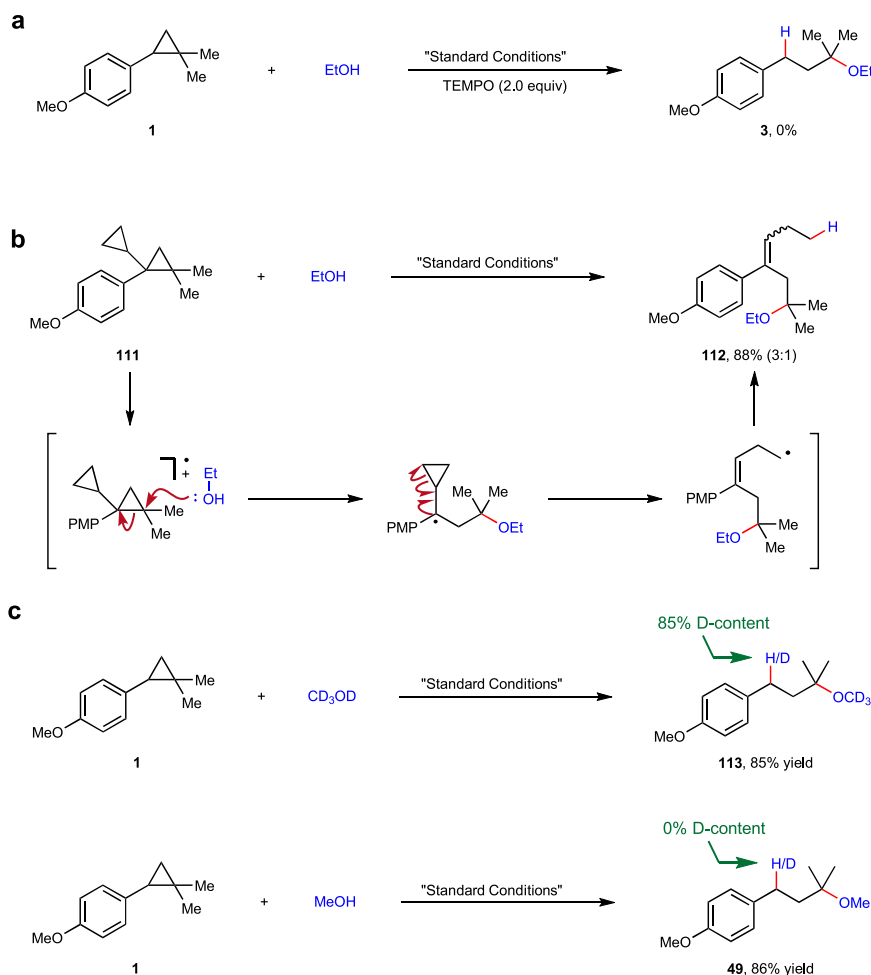 a
Me
Me
MeO
1
+
EtOH
"Standard Conditions"
TEMPO (2.0 equiv)
H
Me
Me
OEt
MeO
3, 0%
b
Me
Me
MeO
111
+
EtOH
"Standard Conditions"
H
MeO
EtO
Me
Me
112, 88% (3:1)
PMP
Me
Me
•
+
Et
:OH
PMP
•
Me
Me
OEt
•
PMP
EtO
Me
Me
c
Me
Me
MeO
1
+
CD3OD
"Standard Conditions"
85% D-content
H/D
OCD3
MeO
113, 85% yield
Me
Me
MeO
1
+
MeOH
"Standard Conditions"
0% D-content
H/D
OMe
MeO
49, 86% yield